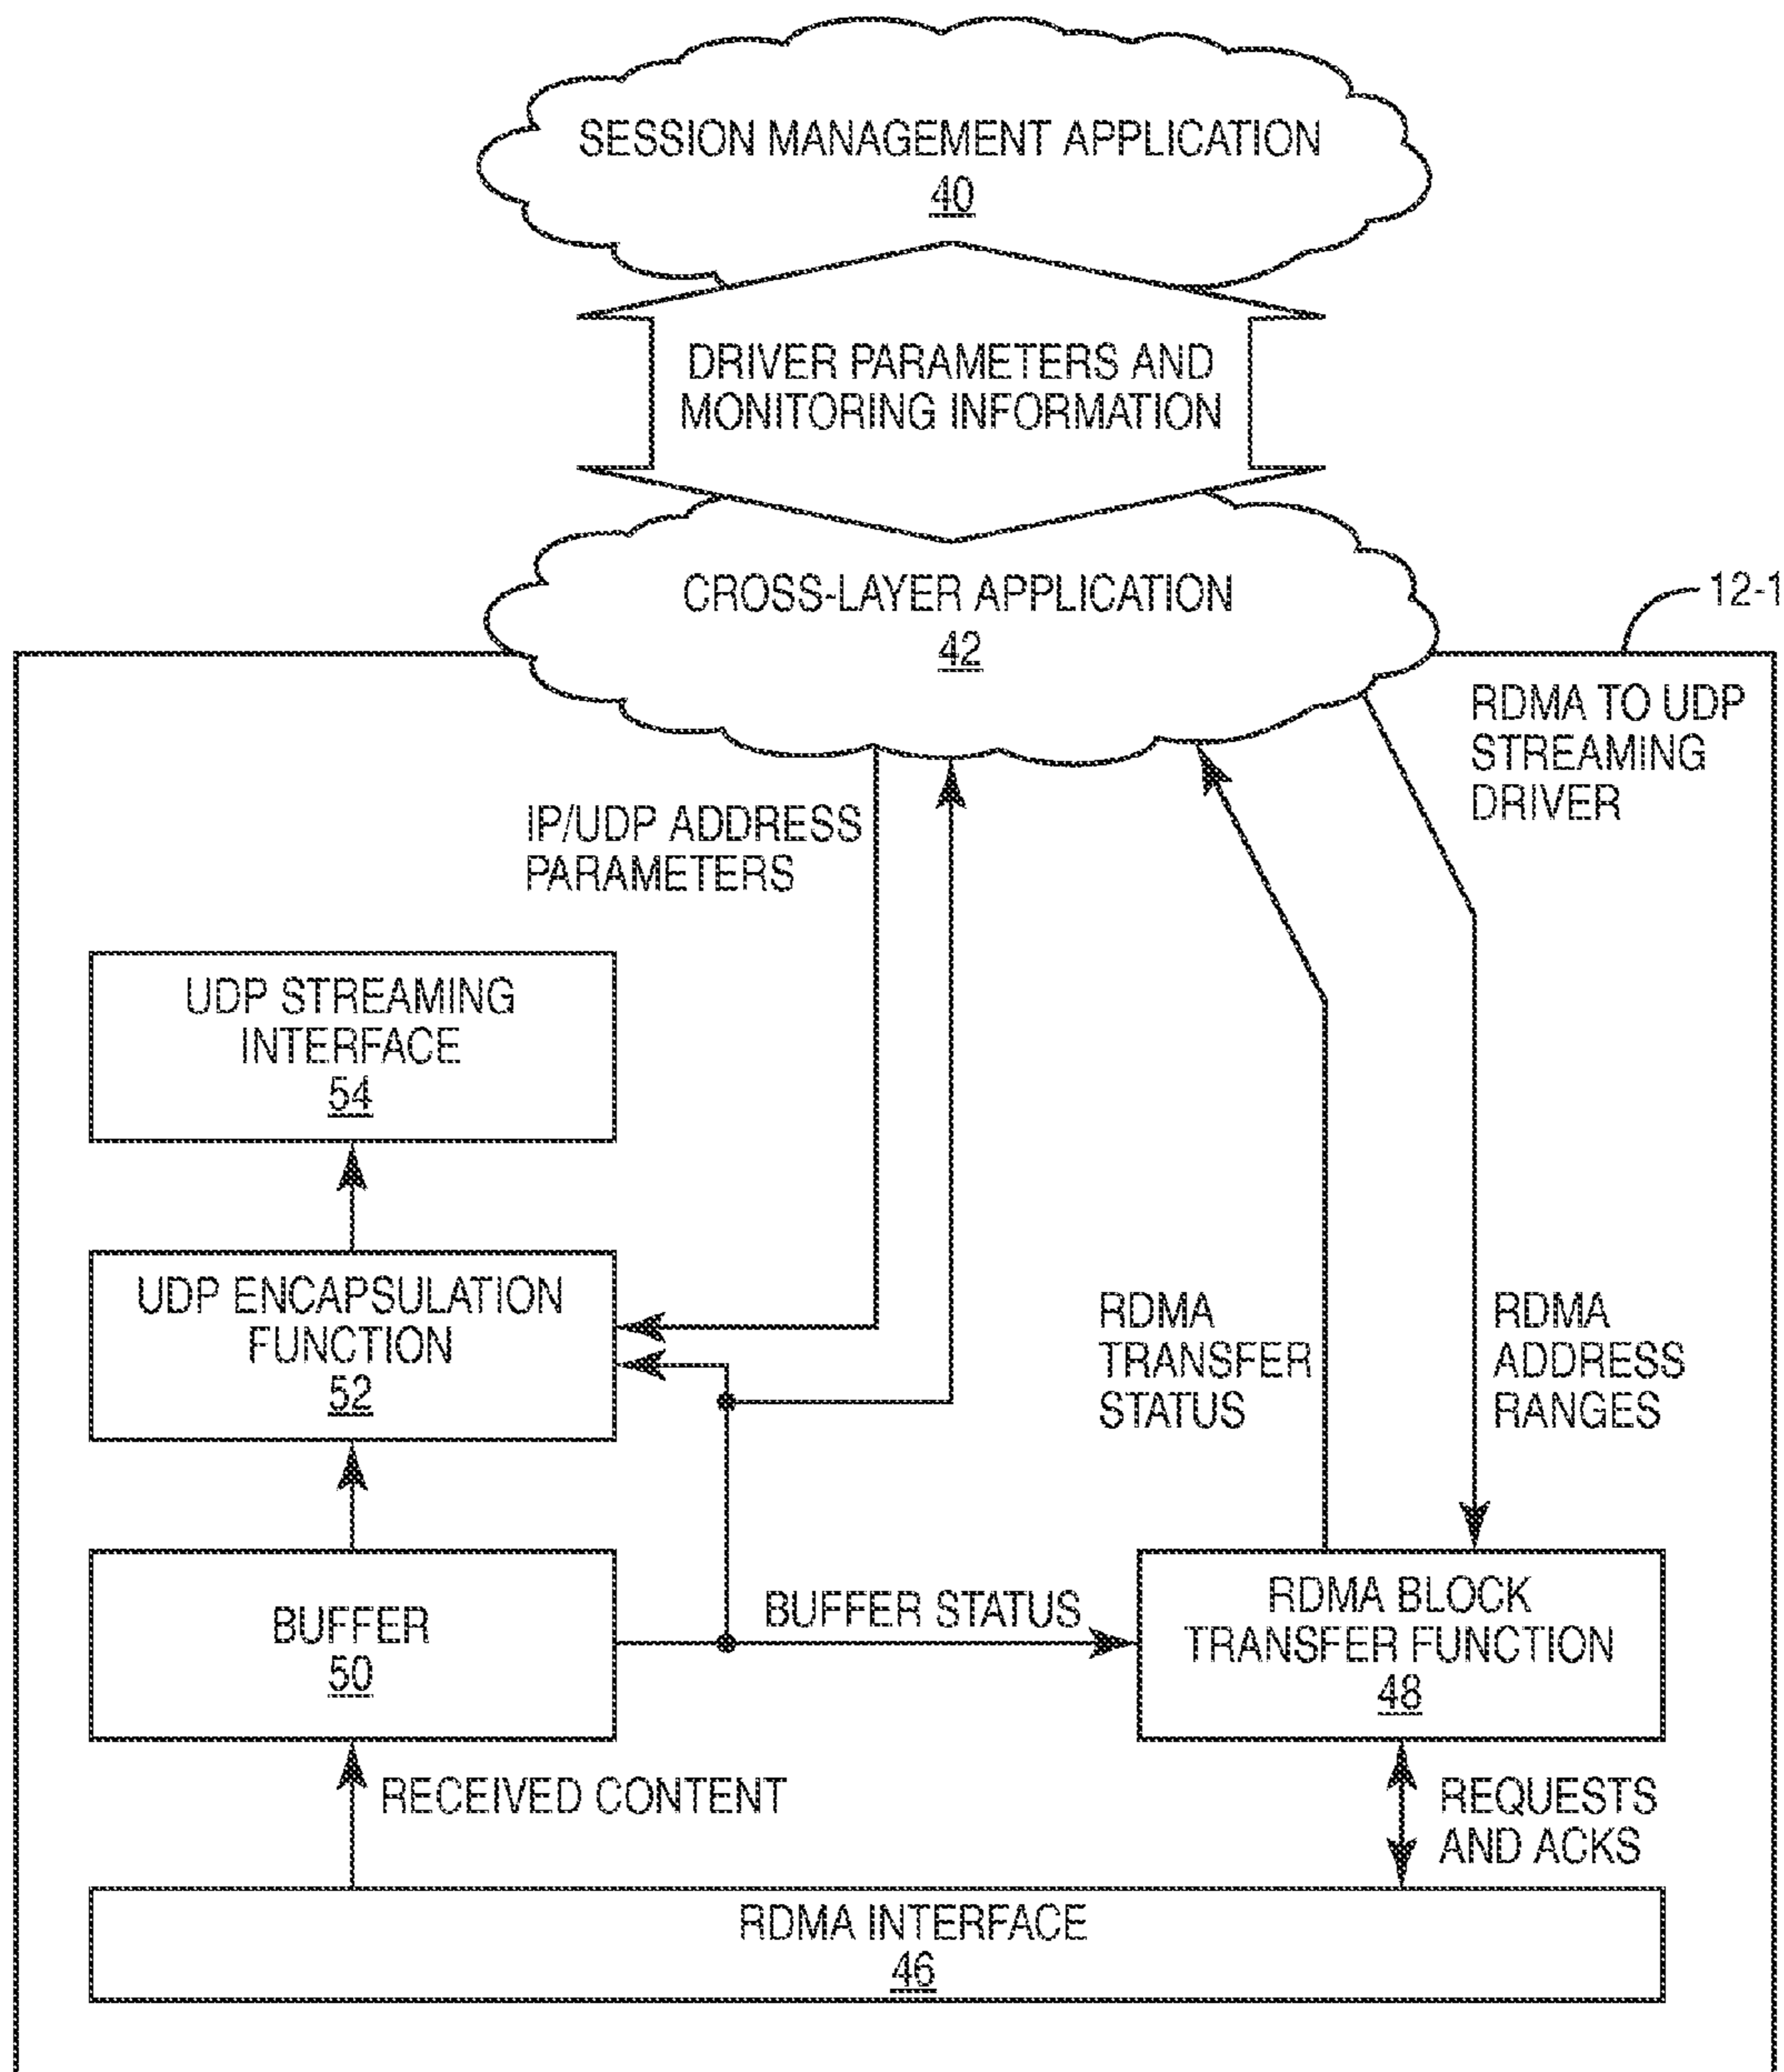 SESSION MANAGEMENT APPLICATION
40
DRIVER PARAMETERS AND
MONITORING INFORMATION
CROSS-LAYER APPLICATION
42
12-1
RDMA TO UDP
STREAMING
DRIVER
IP/UDP ADDRESS
PARAMETERS
UDP STREAMING
INTERFACE
54
UDP ENCAPSULATION
FUNCTION
52
RDMA
TRANSFER
STATUS
RDMA
ADDRESS
RANGES
BUFFER
50
BUFFER STATUS
RDMA BLOCK
TRANSFER FUNCTION
48
RECEIVED CONTENT
REQUESTS
AND ACKS
RDMA INTERFACE
46